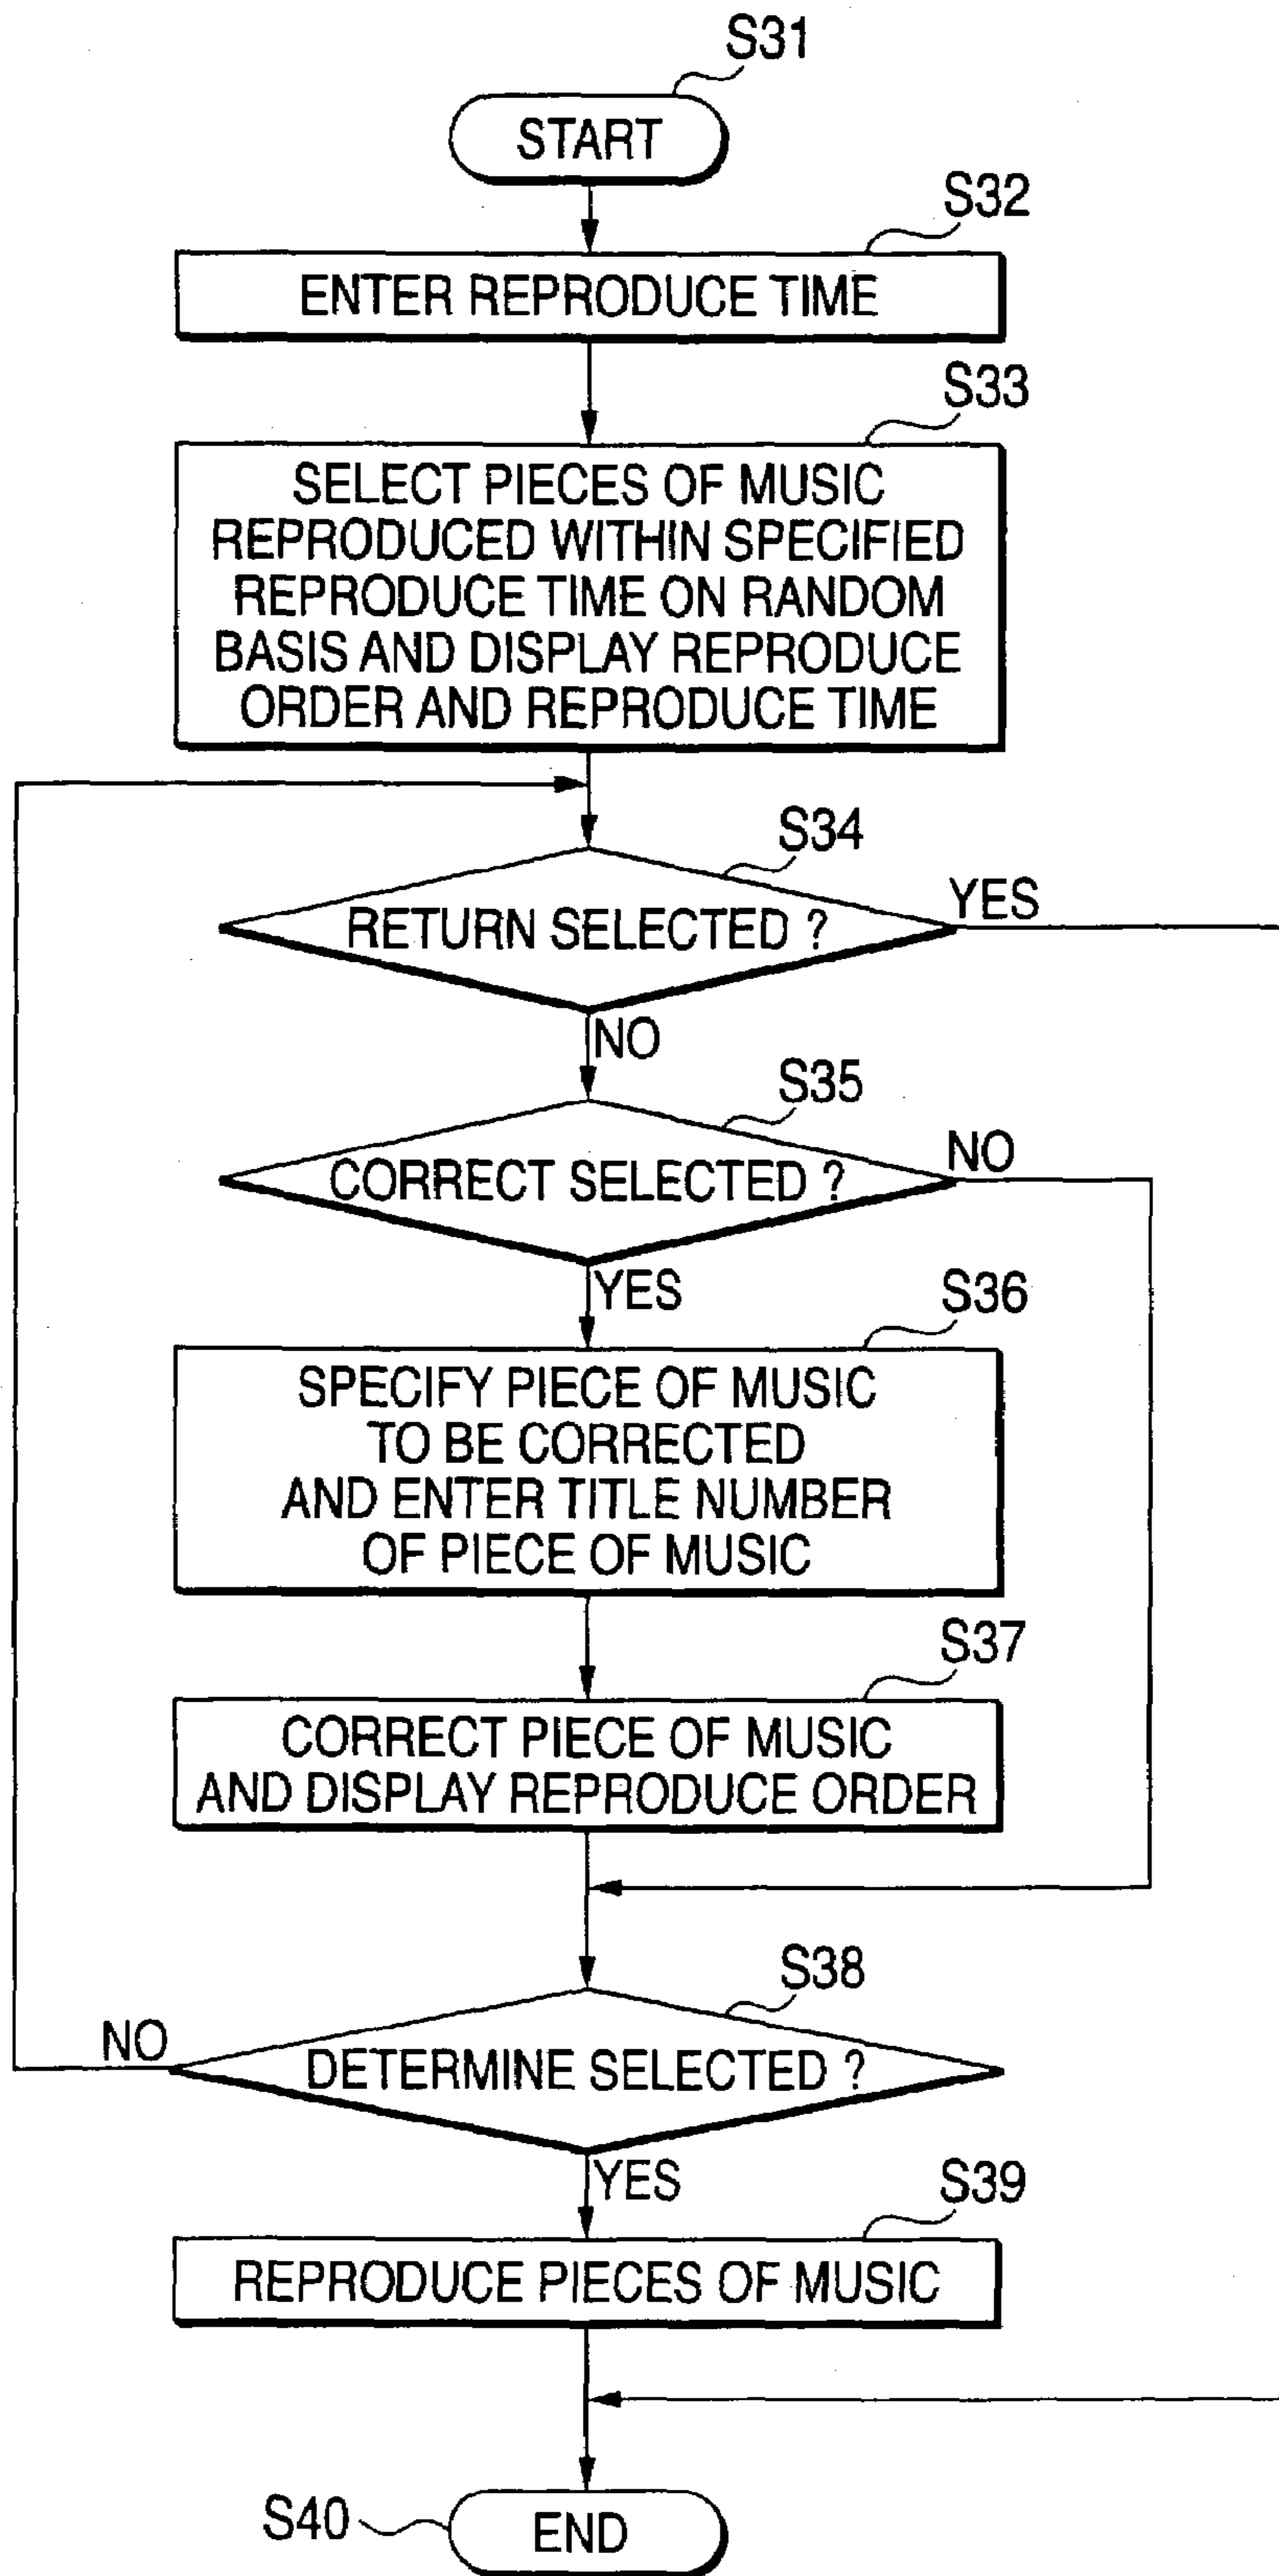 S31
START
S32
ENTER REPRODUCE TIME
S33
SELECT PIECES OF MUSIC
REPRODUCED WITHIN SPECIFIED
REPRODUCE TIME ON RANDOM
BASIS AND DISPLAY REPRODUCE
ORDER AND REPRODUCE TIME
S34
RETURN SELECTED ?
YES
NO
S35
CORRECT SELECTED ?
NO
YES
S36
SPECIFY PIECE OF MUSIC
TO BE CORRECTED
AND ENTER TITLE NUMBER
OF PIECE OF MUSIC
S37
CORRECT PIECE OF MUSIC
AND DISPLAY REPRODUCE ORDER
S38
NO
DETERMINE SELECTED ?
YES
S39
REPRODUCE PIECES OF MUSIC
S40
END